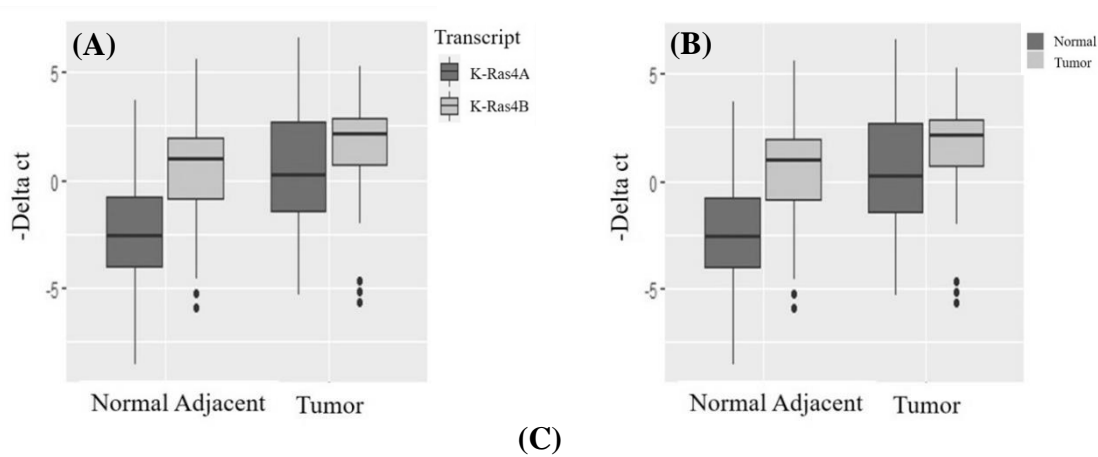 (A)
Transcript
K-Ras4A
K-Ras4B
5
0
-5
-Delta ct
Normal Adjacent Tumor
(B)
Normal
Tumor
5
0
-5
-Delta ct
Normal Adjacent Tumor
(C)